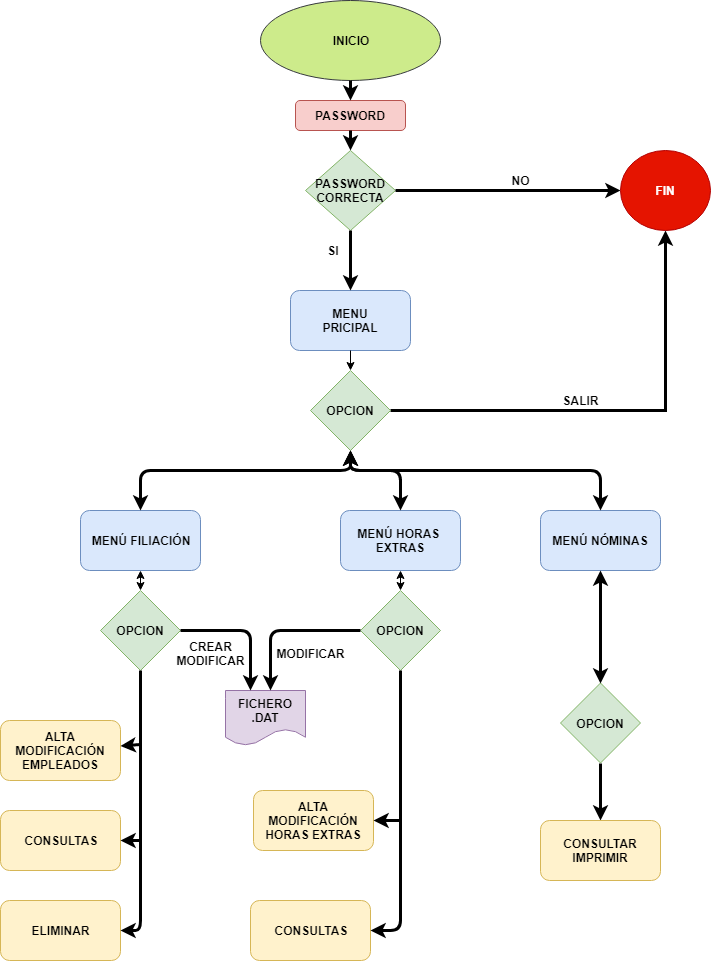 INICIO
PASSWORD
PASSWORD
CORRECTA
NO
FIN
SI
MENU
PRICIPAL
OPCION
SALIR
MENÚ FILIACIÓN
MENÚ HORAS
EXTRAS
MENÚ NÓMINAS
OPCION
CREAR
MODIFICAR
MODIFICAR
OPCION
FICHERO
.DAT
OPCION
ALTA
MODIFICACIÓN
EMPLEADOS
ALTA
MODIFICACIÓN
HORAS EXTRAS
CONSULTAS
CONSULTAR
IMPRIMIR
ELIMINAR
CONSULTAS